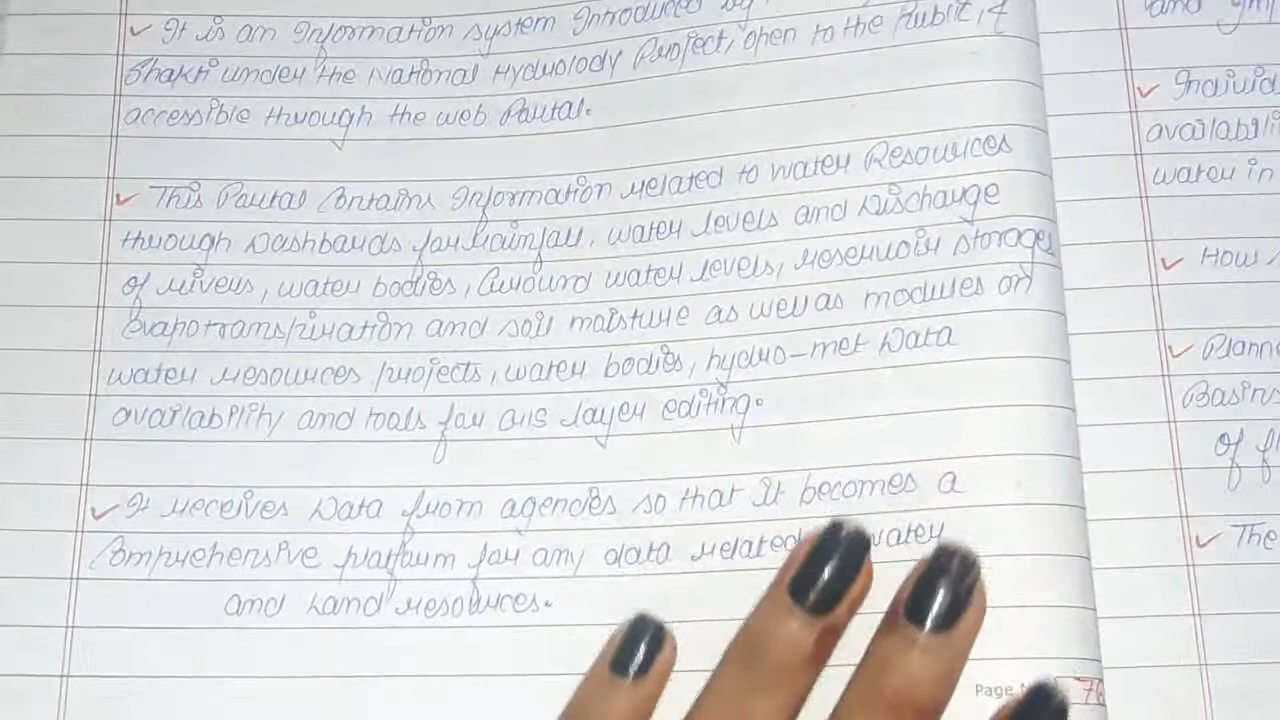 It is an Information system Introduced by
Shakti under the National Hydrolody Project, open to the Public, &
accessible through the web Portal.
This Portal Contains Information related to water Resources
through Dashboards for Rainfall, water levels and Discharge
of rivers, water bodies, Ground water levels, reservoir storages
evapotranspiration and soil moisture as well as modules on
water resources projects, water bodies, hydro-met Data
availability and tools for GIS layer editing.
It receives Data from agencies so that It becomes a
Comprehensive platform for any data related water
and Land resources.
and
Individ
availabili
water in
How
Plann
Basins
of f
The
Page
76